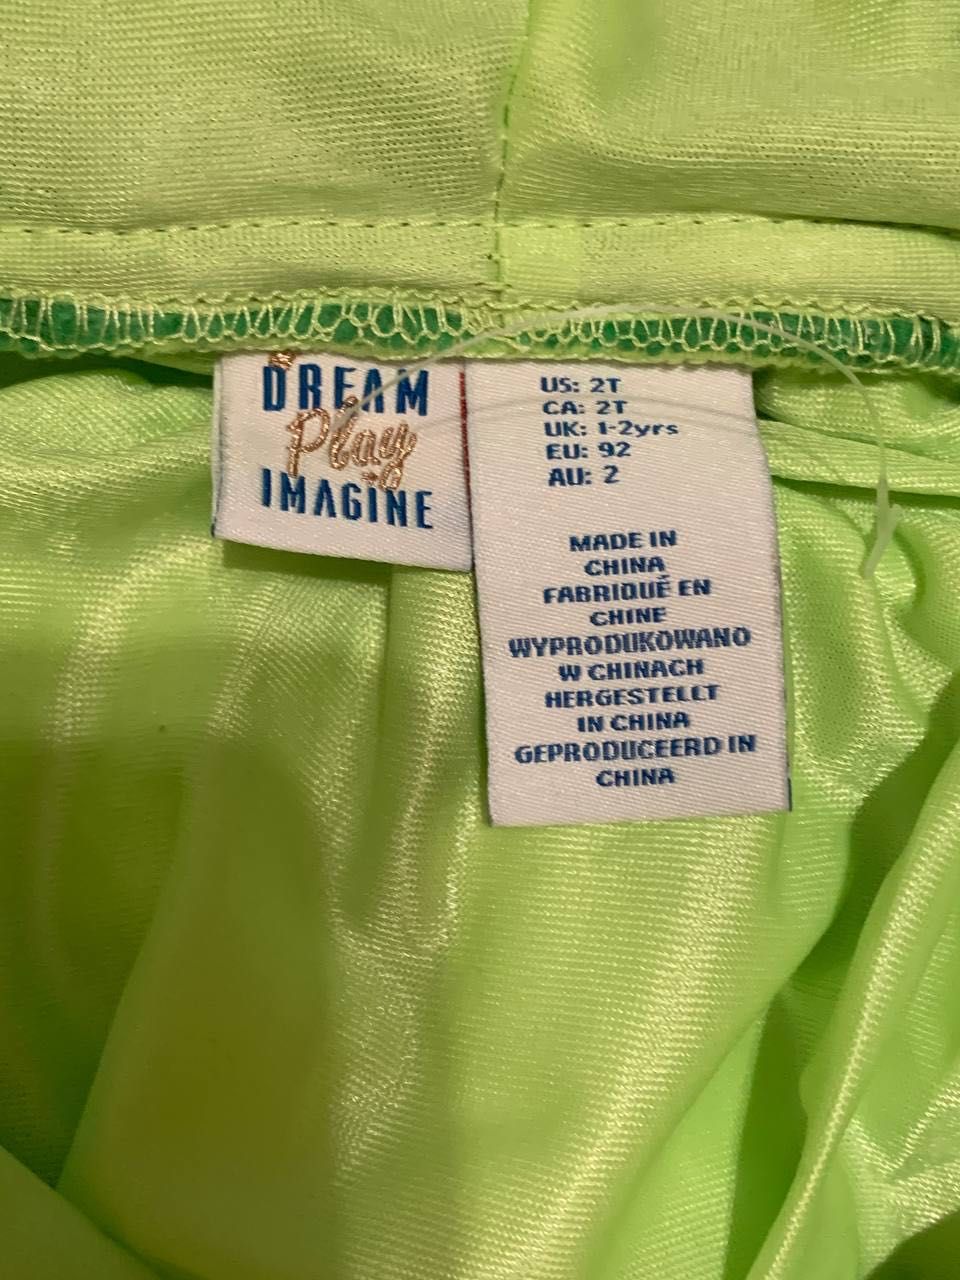 DREAM
Play
IMAGINE
US: 2T
CA: 2T
UK: 1-2yrs
EU: 92
AU: 2
MADE IN
CHINA
FABRIQUÉ EN
CHINE
WYPRODUKOWANO
W CHINACH
HERGESTELLT
IN CHINA
GEPRODUCEERD IN
CHINA